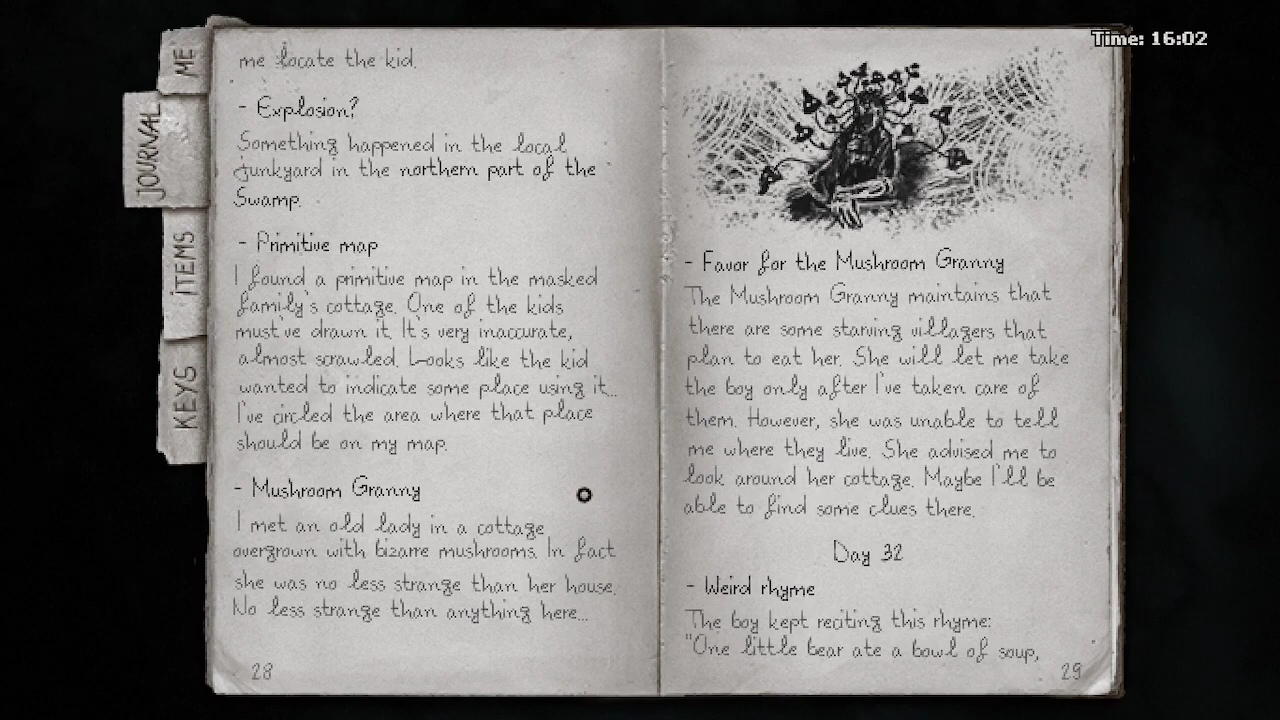 Time: 16:02
ME
JOURNAL
ITEMS
KEYS
me locate the kid.
- Explosion?
Something happened in the local
junkyard in the northern part of the
Swamp.
- Primitive map
I found a primitive map in the masked
family's cottage. One of the kids
must've drawn it. It's very inaccurate,
almost scrawled. Looks like the kid
wanted to indicate some place using it...
I've circled the area where that place
should be on my map.
- Mushroom Granny
I met an old lady in a cottage
overgrown with bizarre mushrooms. In fact
she was no less strange than her house.
No less strange than anything here...
28
- Favor for the Mushroom Granny
The Mushroom Granny maintains that
there are some starving villagers that
plan to eat her. She will let me take
the boy only after I've taken care of
them. However, she was unable to tell
me where they live. She advised me to
look around her cottage. Maybe I'll be
able to find some clues there.
Day 32
- Weird rhyme
The boy kept reciting this rhyme:
"One little bear ate a bowl of soup,
29